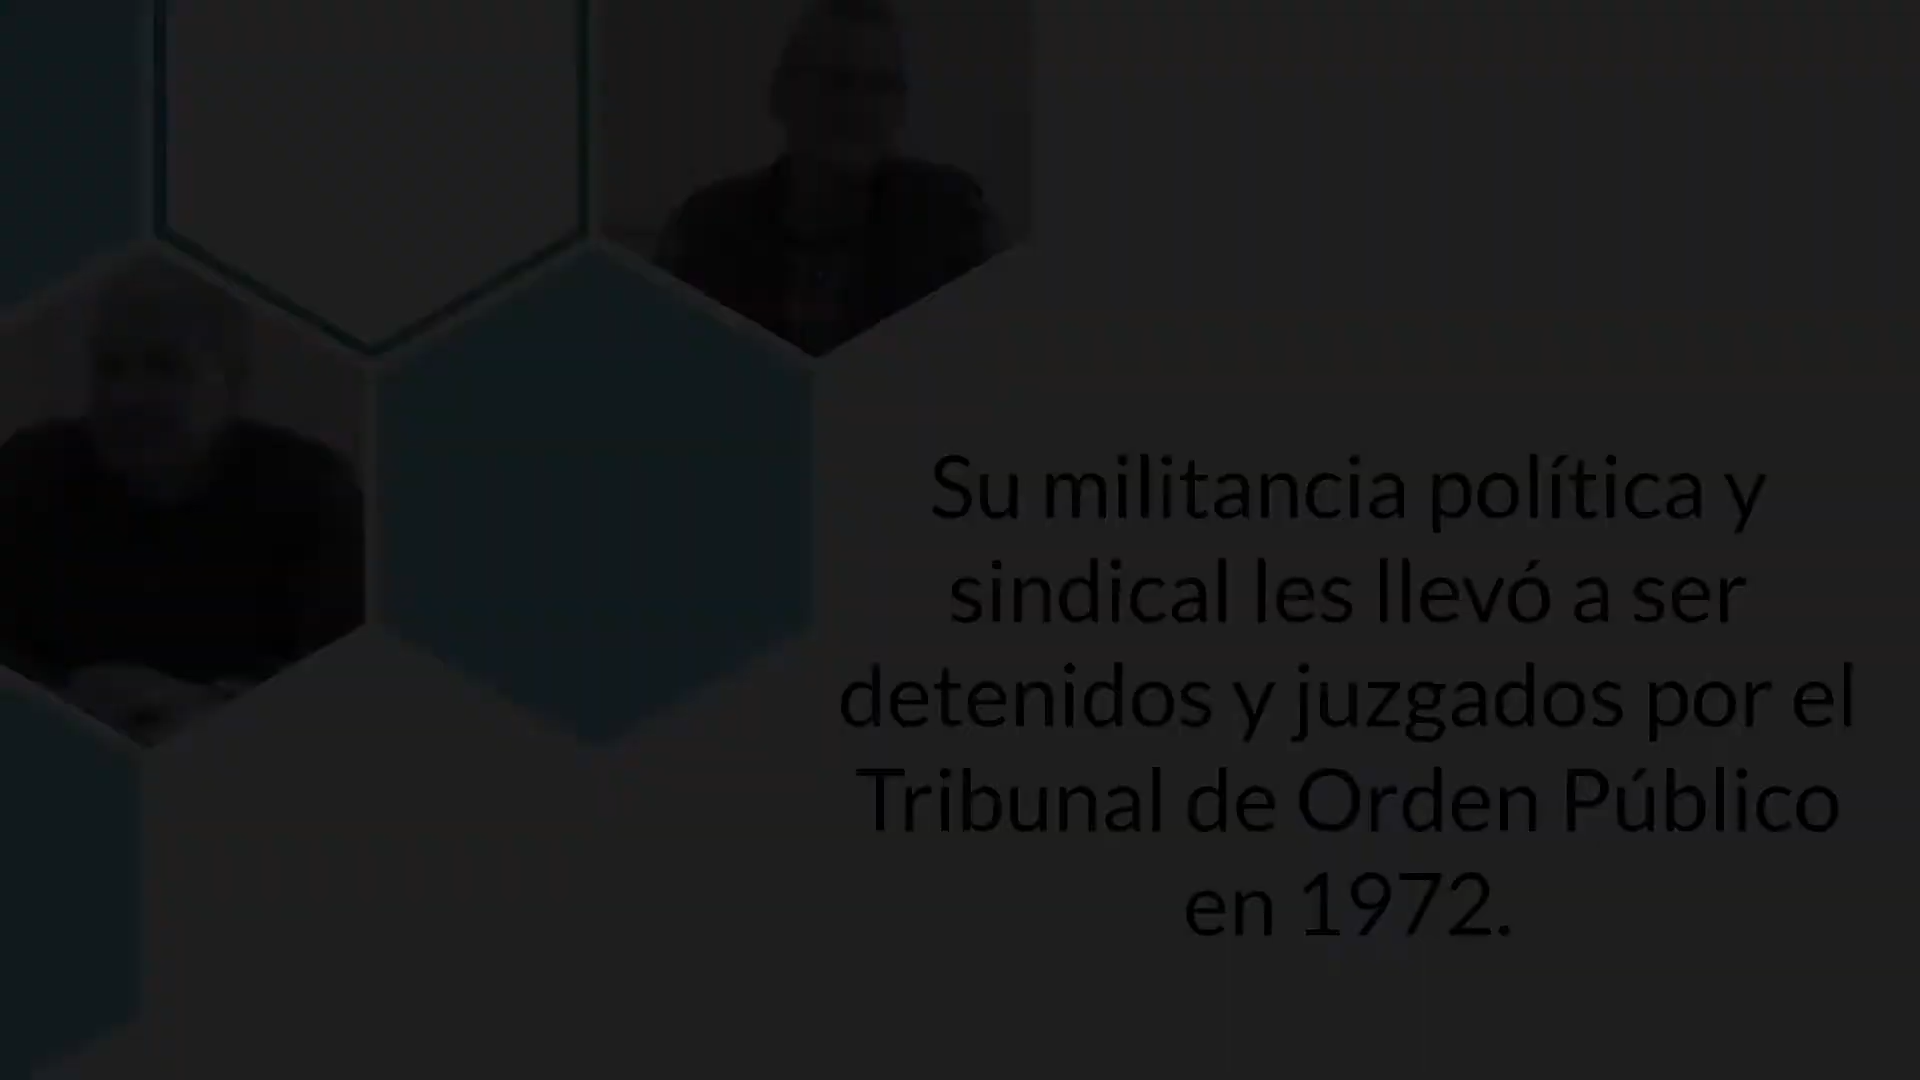 Su militancia política y
sindical les llevó a ser
detenidos y juzgados por el
Tribunal de Orden Público
en 1972.